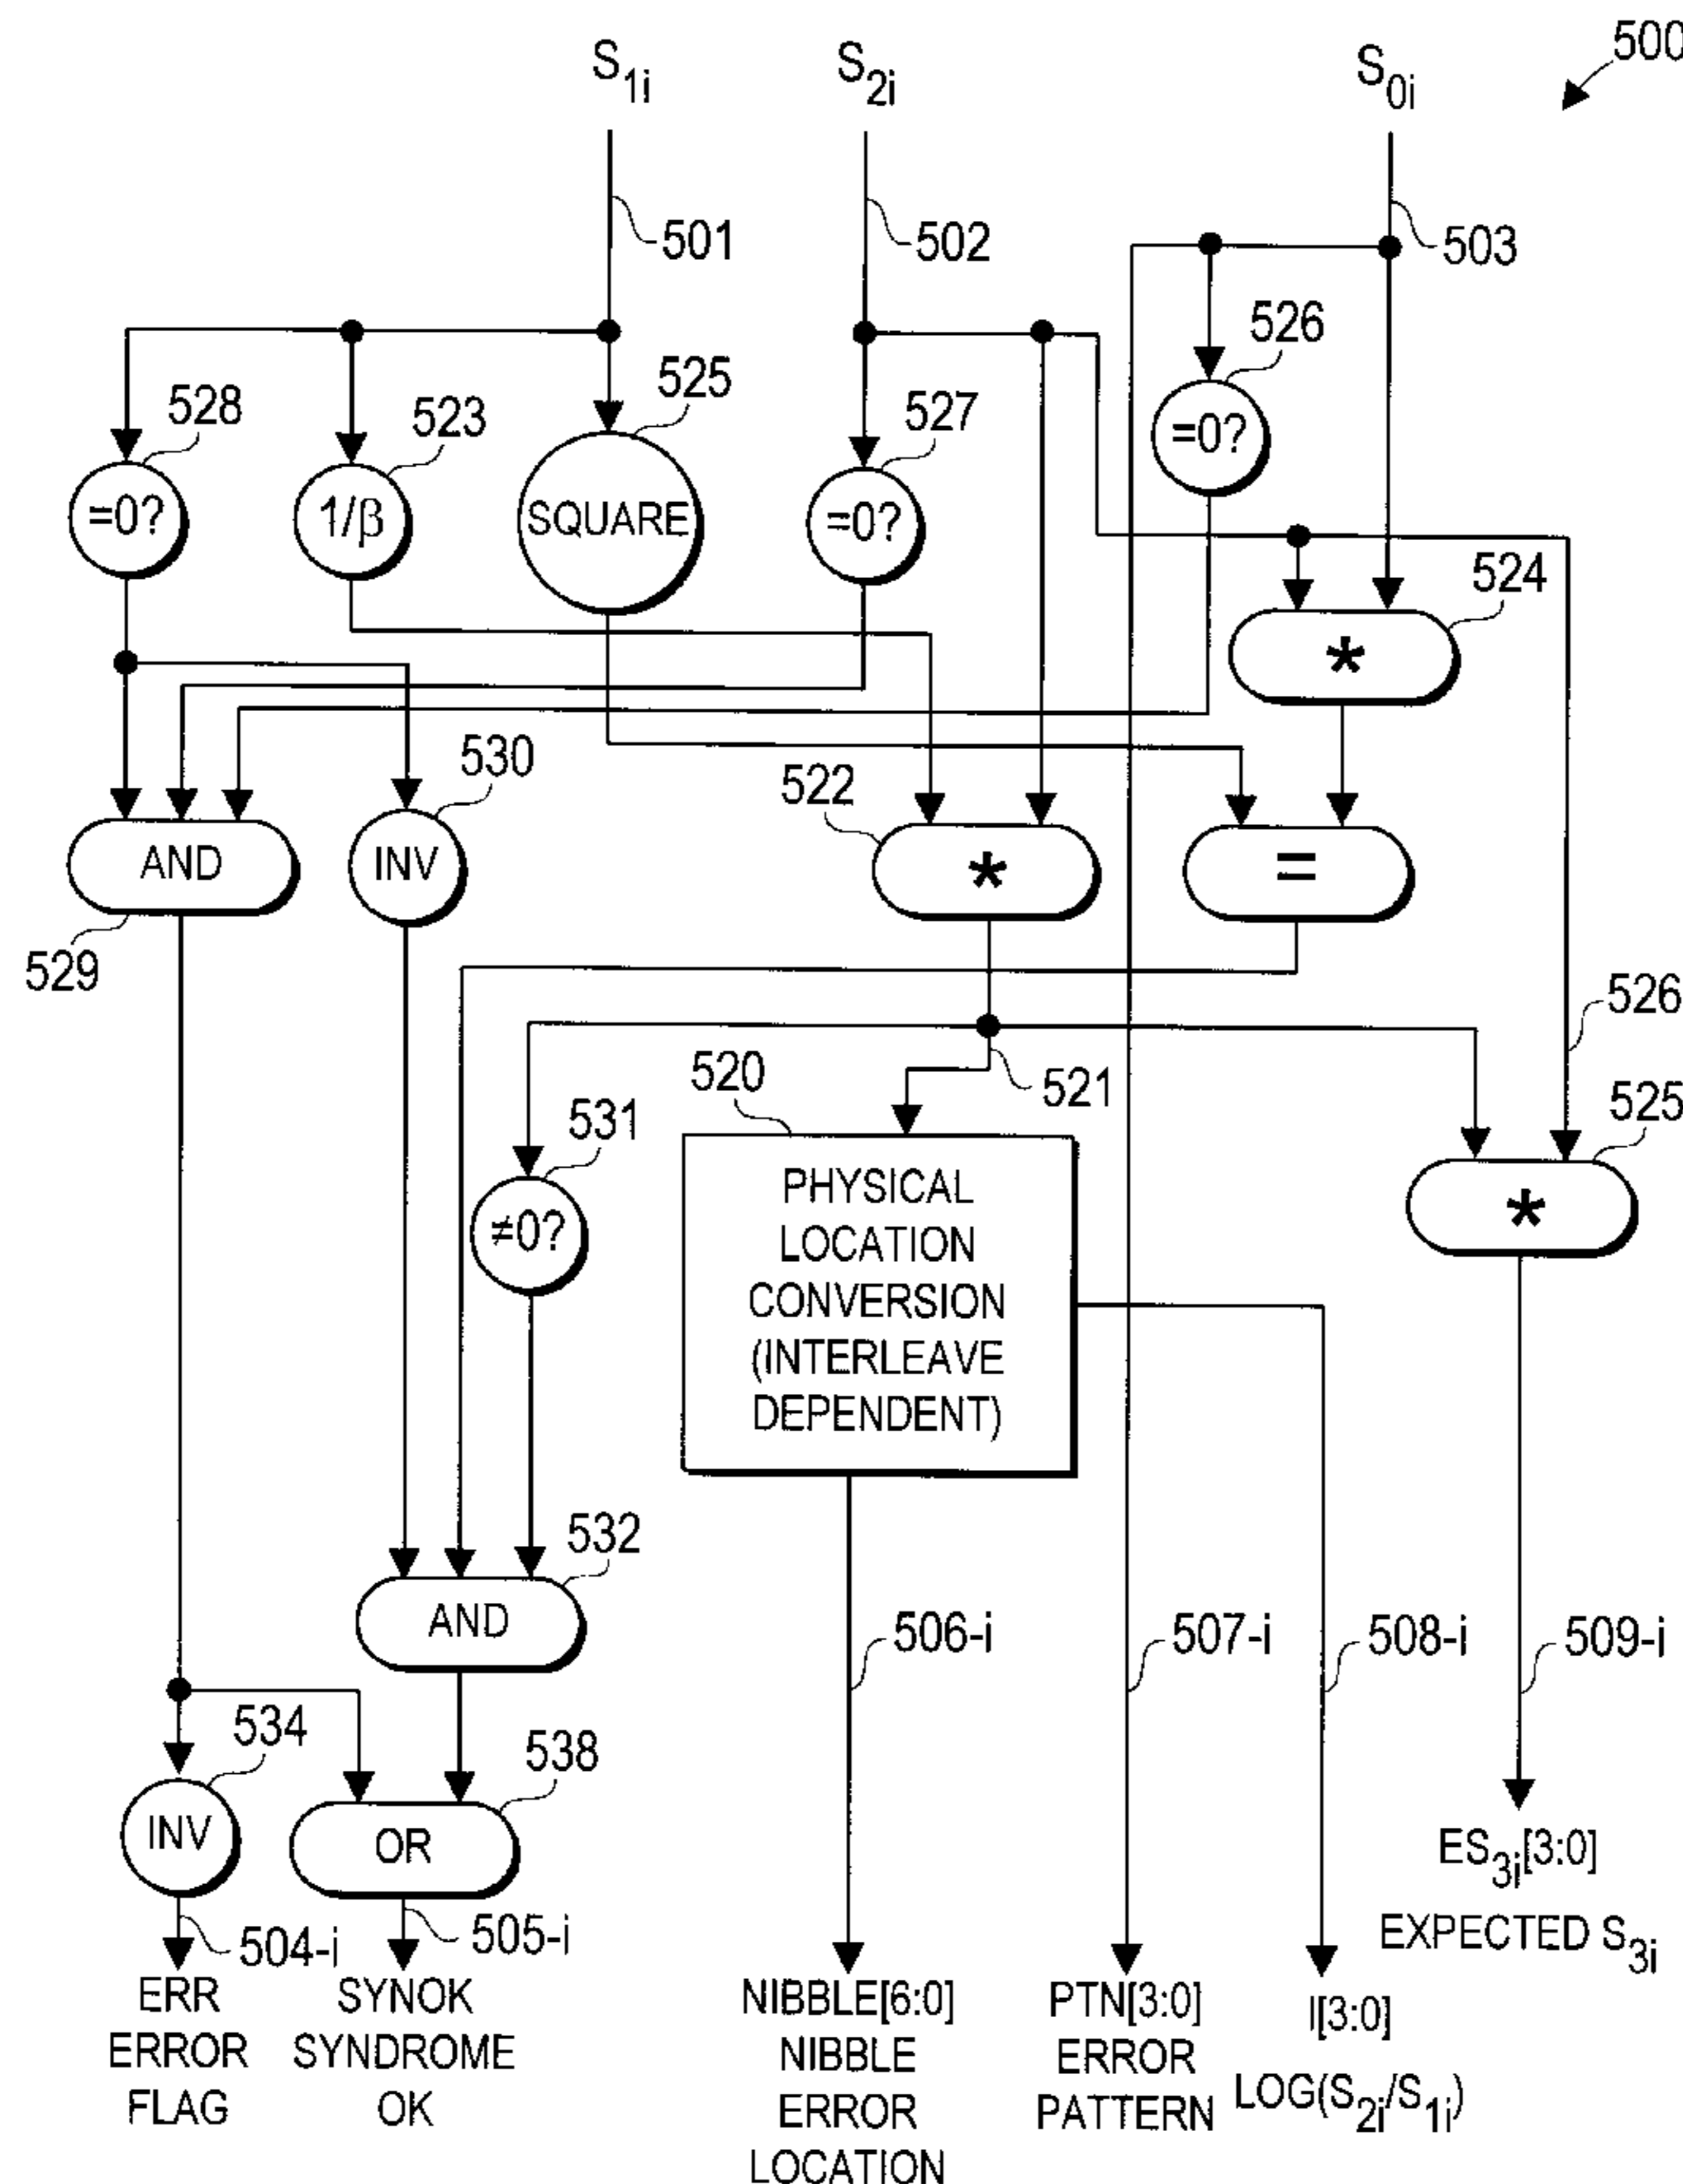 500
S1i
S2i
S0i
501
502
503
526
528
523
525
527
=0?
=0?
1/β
SQUARE
=0?
524
*
530
522
529
AND
INV
*
=
526
520
521
531
525
≠0?
PHYSICAL
LOCATION
CONVERSION
(INTERLEAVE
DEPENDENT)
*
532
AND
506-i
507-i
508-i
509-i
534
538
INV
OR
504-i
505-i
ES3i[3:0]
EXPECTED S3i
ERR
ERROR
FLAG
SYNOK
SYNDROME
OK
NIBBLE[6:0]
NIBBLE
ERROR
LOCATION
PTN[3:0]
ERROR
PATTERN
I[3:0]
LOG(S2i/S1i)